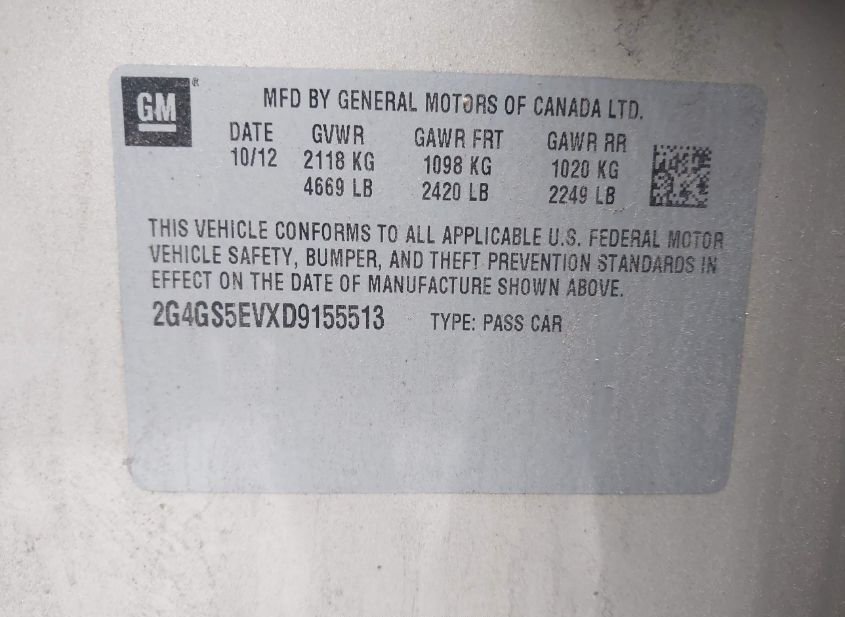 GM®
MFD BY GENERAL MOTORS OF CANADA LTD.
DATE GVWR GAWR FRT GAWR RR
10/12 2118 KG 1098 KG 1020 KG
4669 LB 2420 LB 2249 LB
THIS VEHICLE CONFORMS TO ALL APPLICABLE U.S. FEDERAL MOTOR
VEHICLE SAFETY, BUMPER, AND THEFT PREVENTION STANDARDS IN
EFFECT ON THE DATE OF MANUFACTURE SHOWN ABOVE.
2G4GS5EVXD9155513 TYPE: PASS CAR